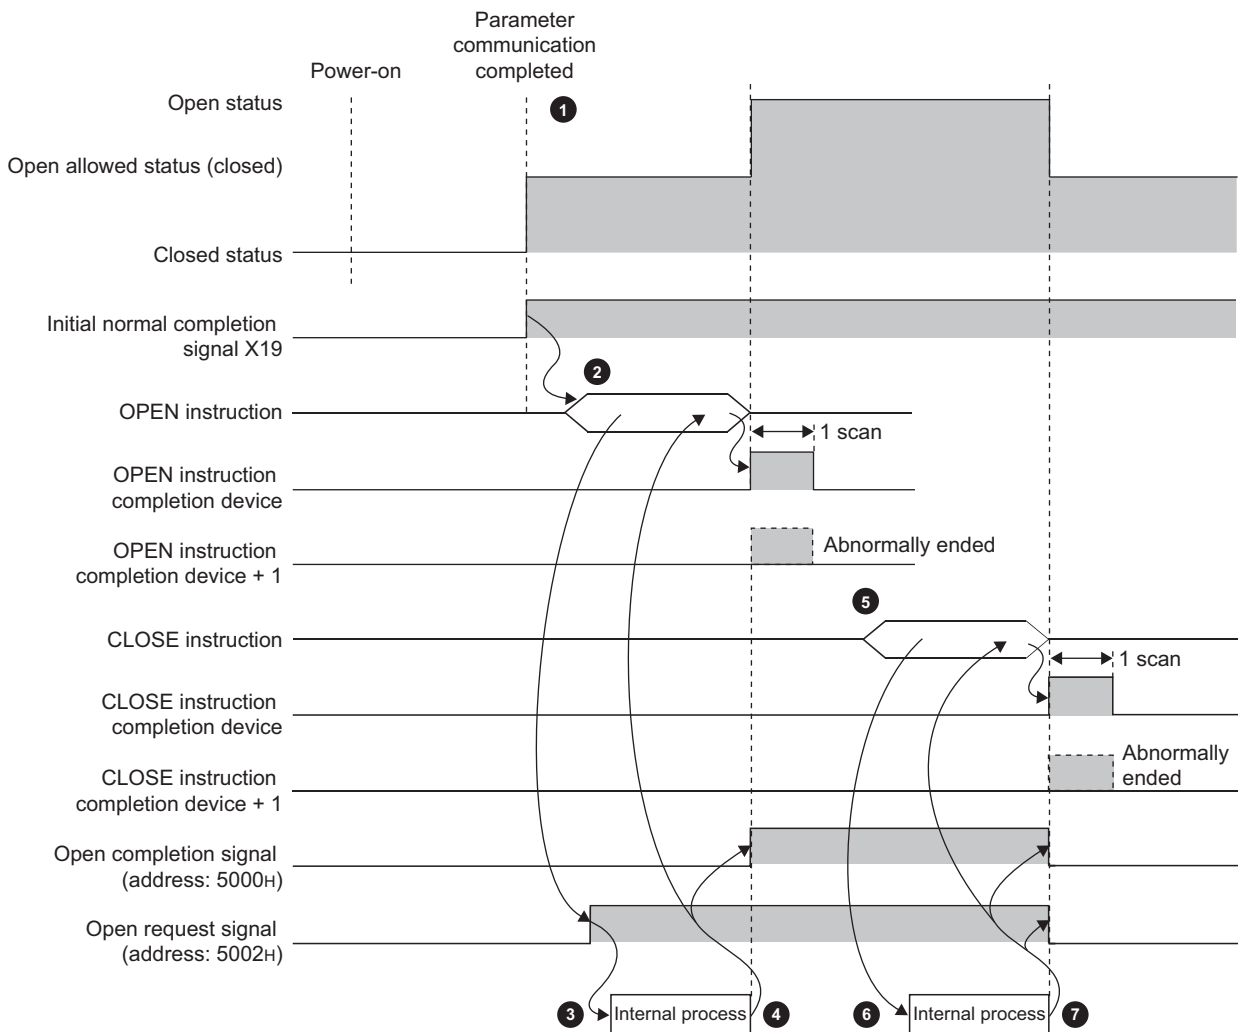 Parameter
communication
completed
Power-on
Open status
1
Open allowed status (closed)
Closed status
Initial normal completion
signal X19
2
OPEN instruction
1 scan
OPEN instruction
completion device
OPEN instruction
completion device + 1
Abnormally ended
5
CLOSE instruction
1 scan
CLOSE instruction
completion device
CLOSE instruction
completion device + 1
Abnormally
ended
Open completion signal
(address: 5000H)
Open request signal
(address: 5002H)
3
Internal process
4
6
Internal process
7